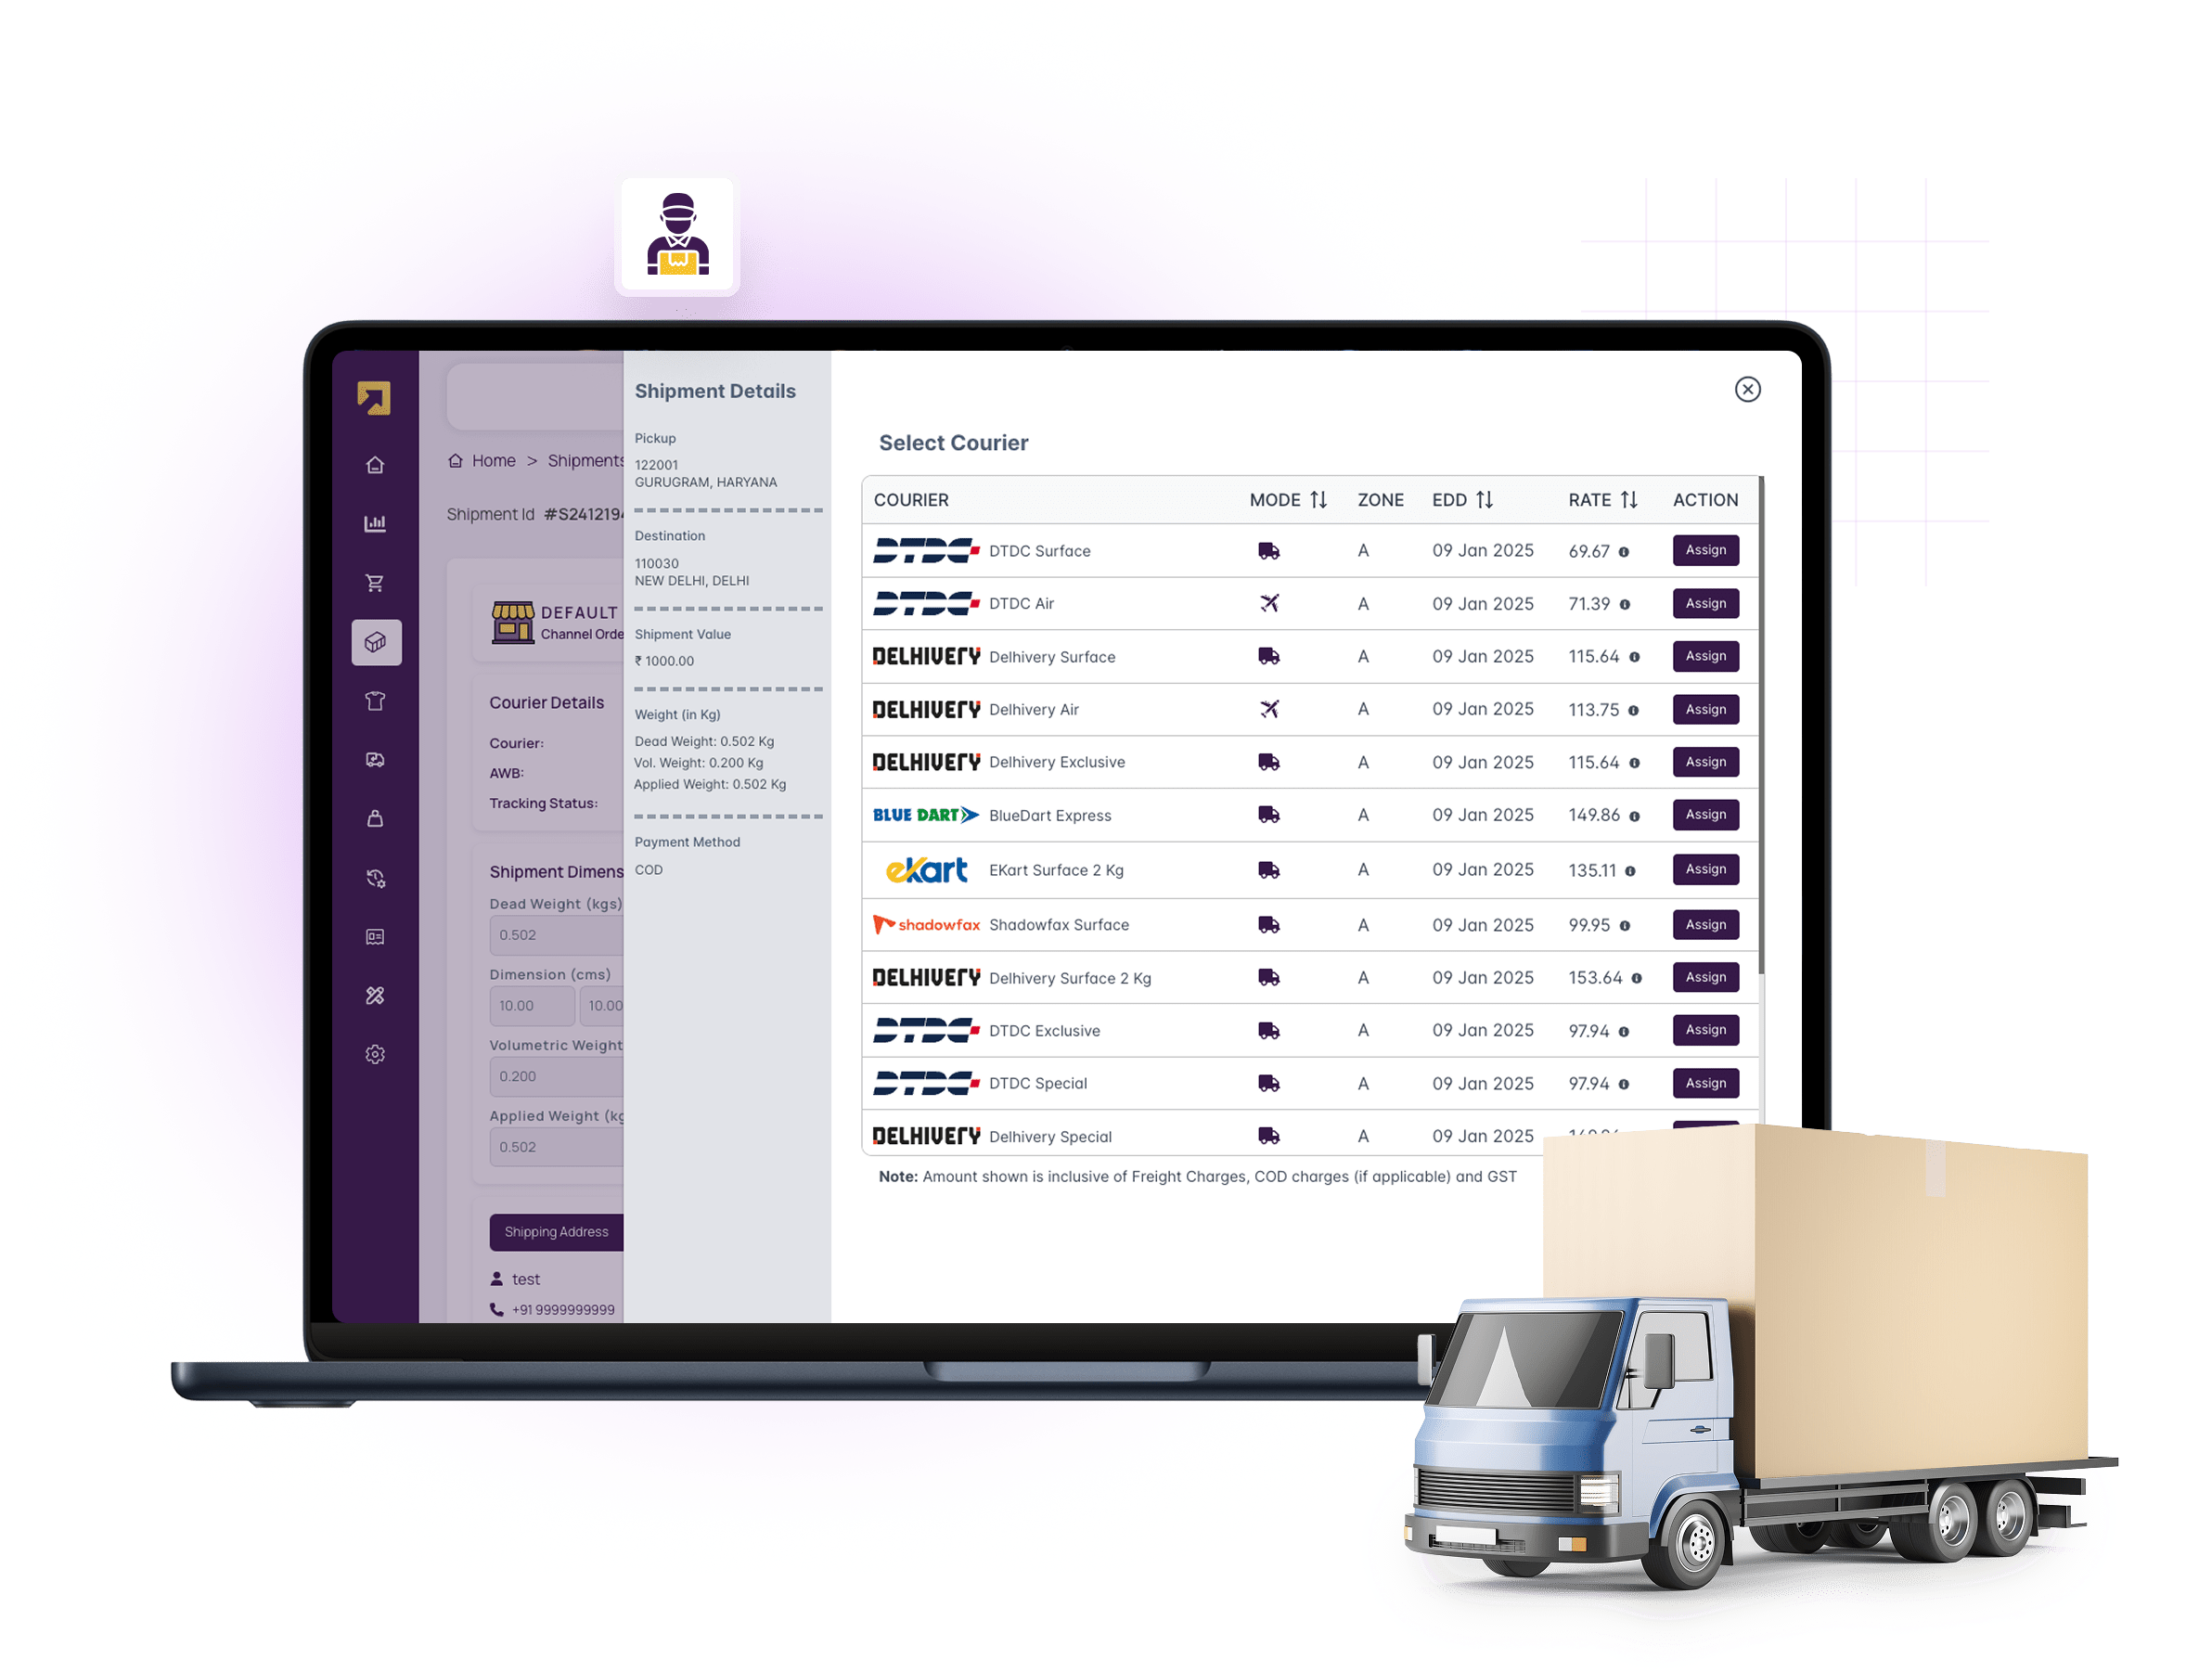 Home > Shipments
Shipment Id #S2412194
DEFAULT
Channel Orde
Courier Details
Courier:
AWB:
Tracking Status:
Shipment Dimens
Dead Weight (kgs)
0.502
Dimension (cms)
10.00 10.00
Volumetric Weight
0.200
Applied Weight (kg
0.502
Shipping Address
test
+91 9999999999
Shipment Details
Pickup
122001
GURUGRAM, HARYANA
Destination
110030
NEW DELHI, DELHI
Shipment Value
₹ 1000.00
Weight (in Kg)
Dead Weight: 0.502 Kg
Vol. Weight: 0.200 Kg
Applied Weight: 0.502 Kg
Payment Method
COD
Select Courier
COURIER MODE ZONE EDD RATE ACTION
DTDC DTDC Surface A 09 Jan 2025 69.67 Assign
DTDC DTDC Air A 09 Jan 2025 71.39 Assign
DELHIVERY Delhivery Surface A 09 Jan 2025 115.64 Assign
DELHIVERY Delhivery Air A 09 Jan 2025 113.75 Assign
DELHIVERY Delhivery Exclusive A 09 Jan 2025 115.64 Assign
BLUE DART BlueDart Express A 09 Jan 2025 149.86 Assign
eKart EKart Surface 2 Kg A 09 Jan 2025 135.11 Assign
shadowfax Shadowfax Surface A 09 Jan 2025 99.95 Assign
DELHIVERY Delhivery Surface 2 Kg A 09 Jan 2025 153.64 Assign
DTDC DTDC Exclusive A 09 Jan 2025 97.94 Assign
DTDC DTDC Special A 09 Jan 2025 97.94 Assign
DELHIVERY Delhivery Special A 09 Jan 2025
Note: Amount shown is inclusive of Freight Charges, COD charges (if applicable) and GST